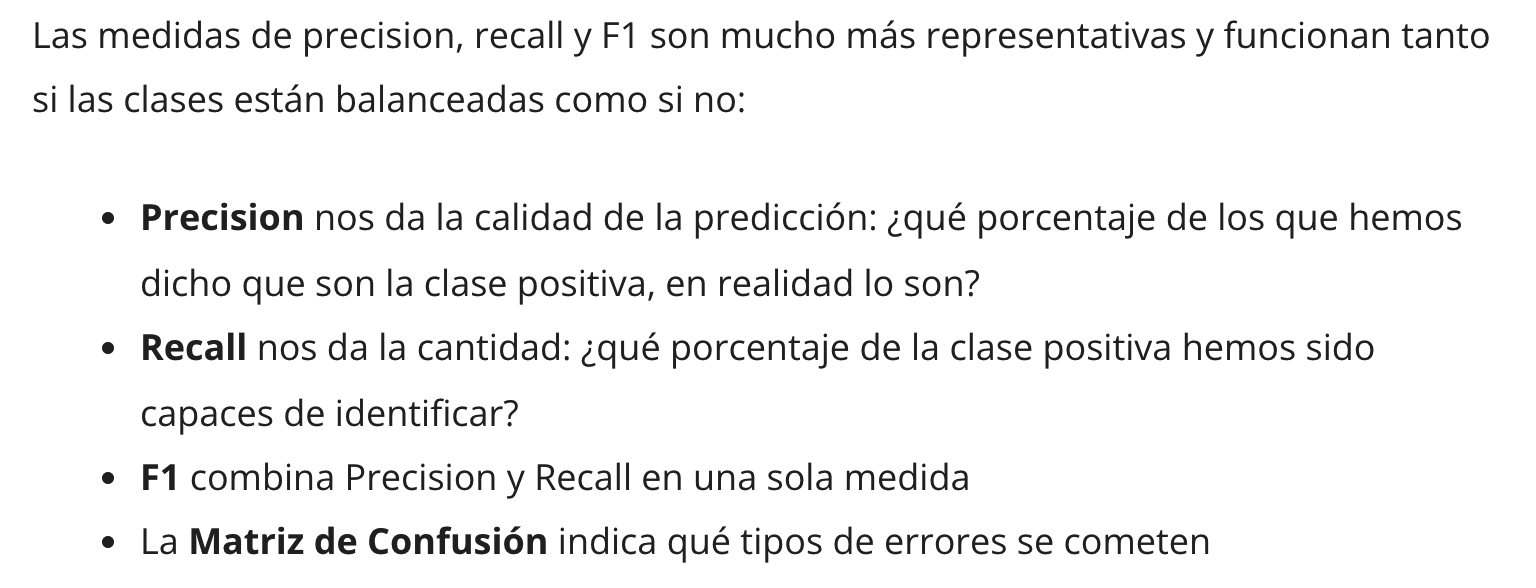 Las medidas de precision, recall y F1 son mucho más representativas y funcionan tanto
si las clases están balanceadas como si no:
• Precision nos da la calidad de la predicción: ¿qué porcentaje de los que hemos
dicho que son la clase positiva, en realidad lo son?
• Recall nos da la cantidad: ¿qué porcentaje de la clase positiva hemos sido
capaces de identificar?
• F1 combina Precision y Recall en una sola medida
• La Matriz de Confusión indica qué tipos de errores se cometen